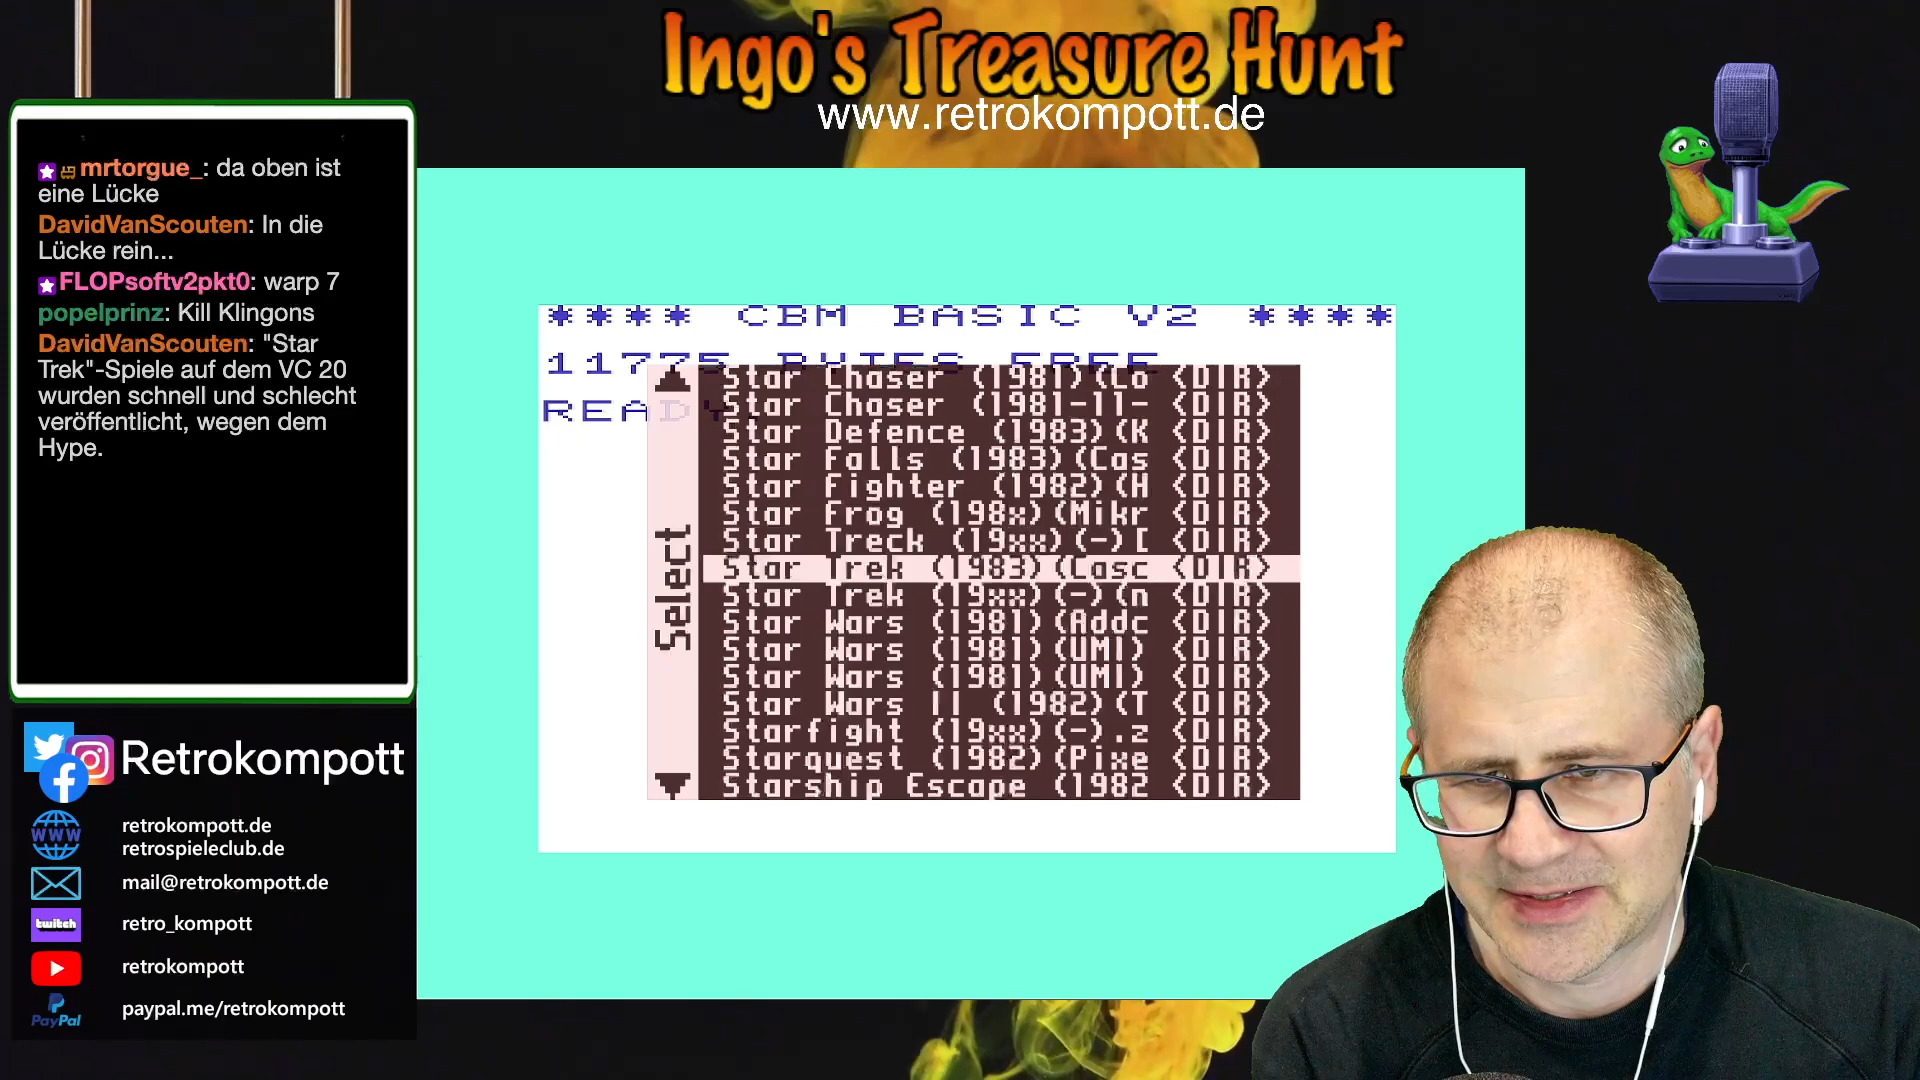 Ingo's Treasure Hunt
www.retrokompott.de
mrtorgue_: da oben ist
eine Lücke
DavidVanScouten: In die
Lücke rein...
FLOPsoftv2pkt0: warp 7
popelprinz: Kill Klingons
DavidVanScouten: "Star
Trek"-Spiele auf dem VC 20
wurden schnell und schlecht
veröffentlicht, wegen dem
Hype.
**** CBM BASIC V2 ****
11775 BYTES FREE
READY.
Select
Star Chaser (1981)(Co <DIR>
Star Chaser (1981-11- <DIR>
Star Defence (1983)(K <DIR>
Star Falls (1983)(Cas <DIR>
Star Fighter (1982)(H <DIR>
Star Frog (198x)(Mikr <DIR>
Star Treck (19xx)(-)[ <DIR>
Star Trek (1983)(Casc <DIR>
Star Trek (19xx)(-)(n <DIR>
Star Wars (1981)(Addc <DIR>
Star Wars (1981)(UMI) <DIR>
Star Wars (1981)(UMI) <DIR>
Star Wars II (1982)(T <DIR>
Starfight (19xx)(-).z <DIR>
Starquest (1982)(Pixe <DIR>
Starship Escape (1982 <DIR>
Retrokompott
WWW
retrokompott.de
retrospieleclub.de
mail@retrokompott.de
twitch
retro_kompott
retrokompott
PayPal
paypal.me/retrokompott